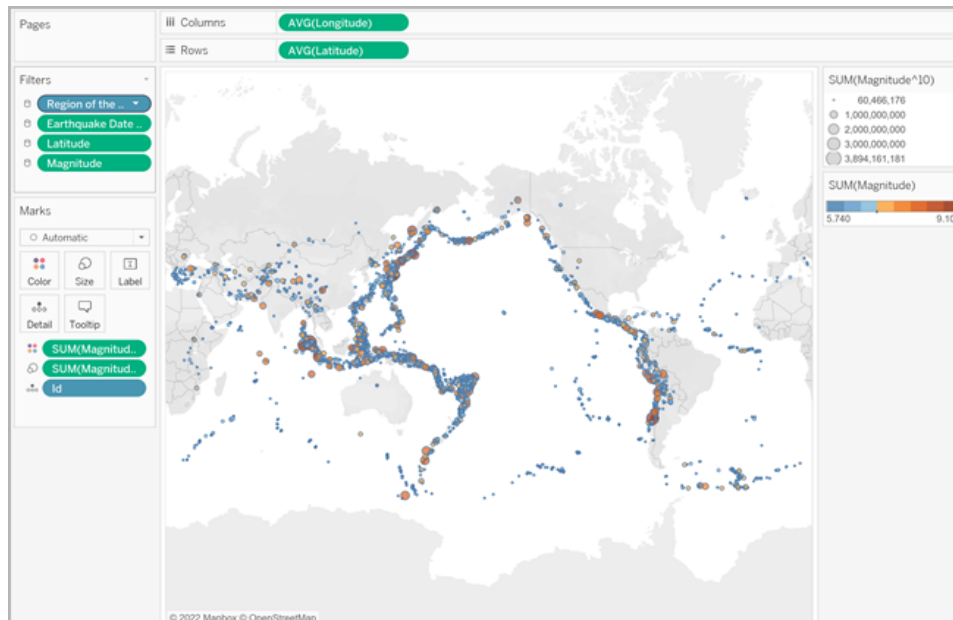 Pages
Columns
AVG(Longitude)
Rows
AVG(Latitude)
Filters
Region of the ..
Earthquake Date ..
Latitude
Magnitude
Marks
Automatic
Color
Size
Label
Detail
Tooltip
SUM(Magnitud..
SUM(Magnitud..
Id
SUM(Magnitude^10)
60,466,176
1,000,000,000
2,000,000,000
3,000,000,000
3,894,161,181
SUM(Magnitude)
5.740 9.10
© 2022 Mapbox © OpenStreetMap